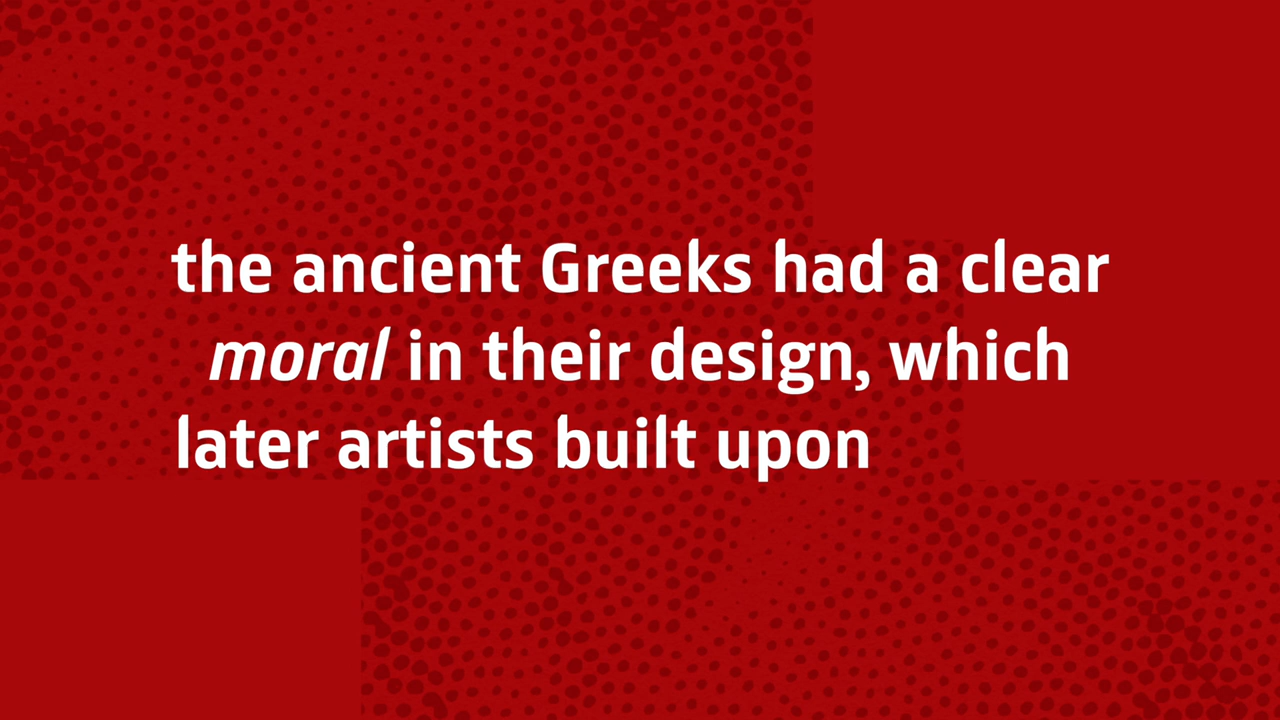 the ancient Greeks had a clear
moral in their design, which
later artists built upon